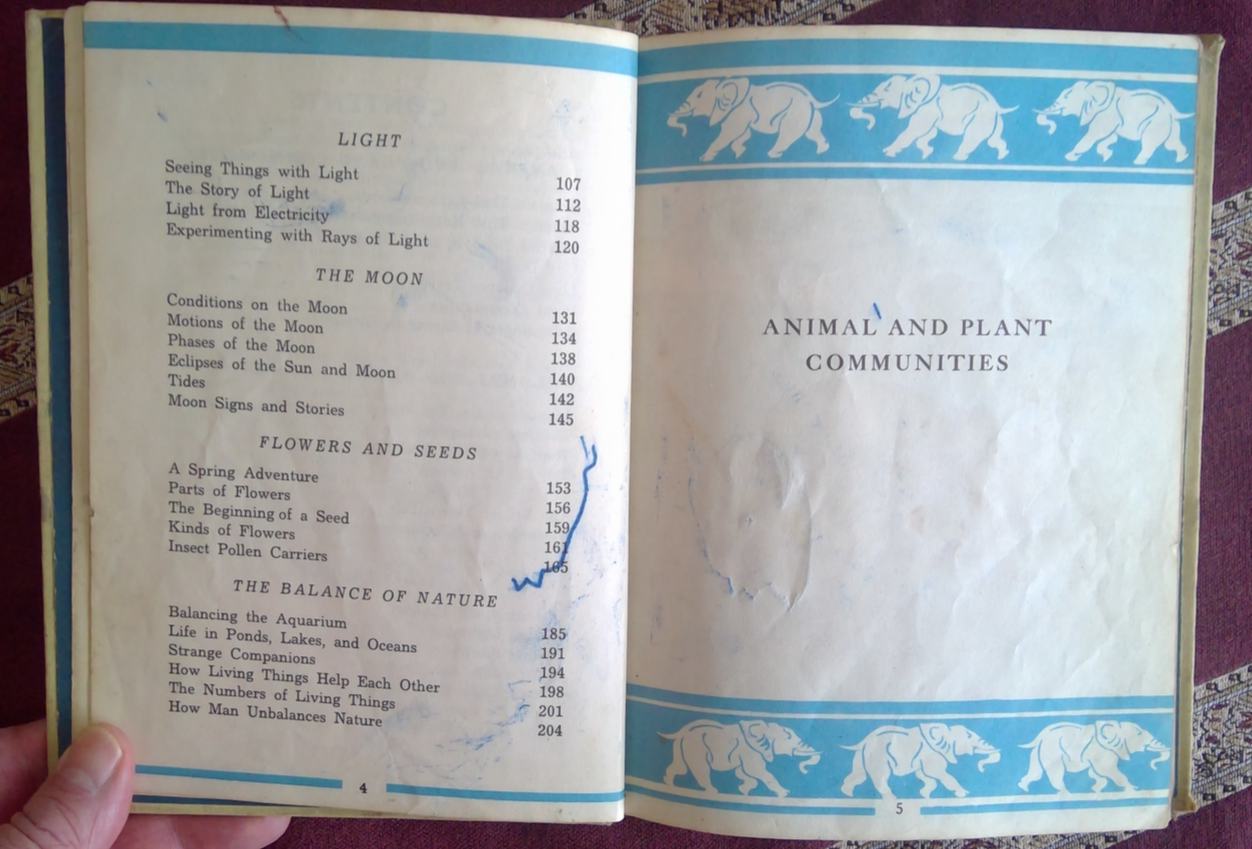 LIGHT
Seeing Things with Light 107
The Story of Light 112
Light from Electricity 118
Experimenting with Rays of Light 120
THE MOON
Conditions on the Moon 131
Motions of the Moon 134
Phases of the Moon 138
Eclipses of the Sun and Moon 140
Tides 142
Moon Signs and Stories 145
FLOWERS AND SEEDS
A Spring Adventure 153
Parts of Flowers 156
The Beginning of a Seed 159
Kinds of Flowers 161
Insect Pollen Carriers 165
THE BALANCE OF NATURE
Balancing the Aquarium 185
Life in Ponds, Lakes, and Oceans 191
Strange Companions 194
How Living Things Help Each Other 198
The Numbers of Living Things 201
How Man Unbalances Nature 204
4
ANIMAL AND PLANT
COMMUNITIES
5